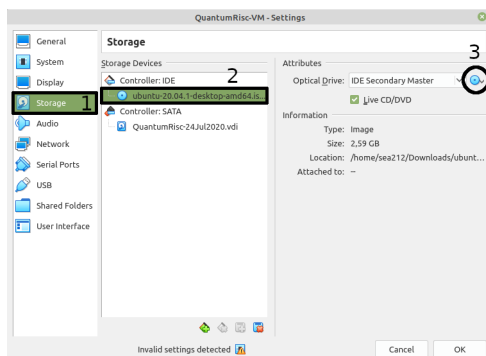 QuantumRisc-VM - Settings
General
System
Display
Storage
Audio
Network
Serial Ports
USB
Shared Folders
User Interface
1
Storage
Storage Devices
2
Controller: IDE
ubuntu-20.04.1-desktop-amd64.is...
Controller: SATA
QuantumRisc-24Jul2020.vdi
3
Attributes
Optical Drive: IDE Secondary Master
Live CD/DVD
Information
Type: Image
Size: 2,59 GB
Location: /home/sea212/Downloads/ubunt...
Attached to: --
Invalid settings detected
Cancel
OK